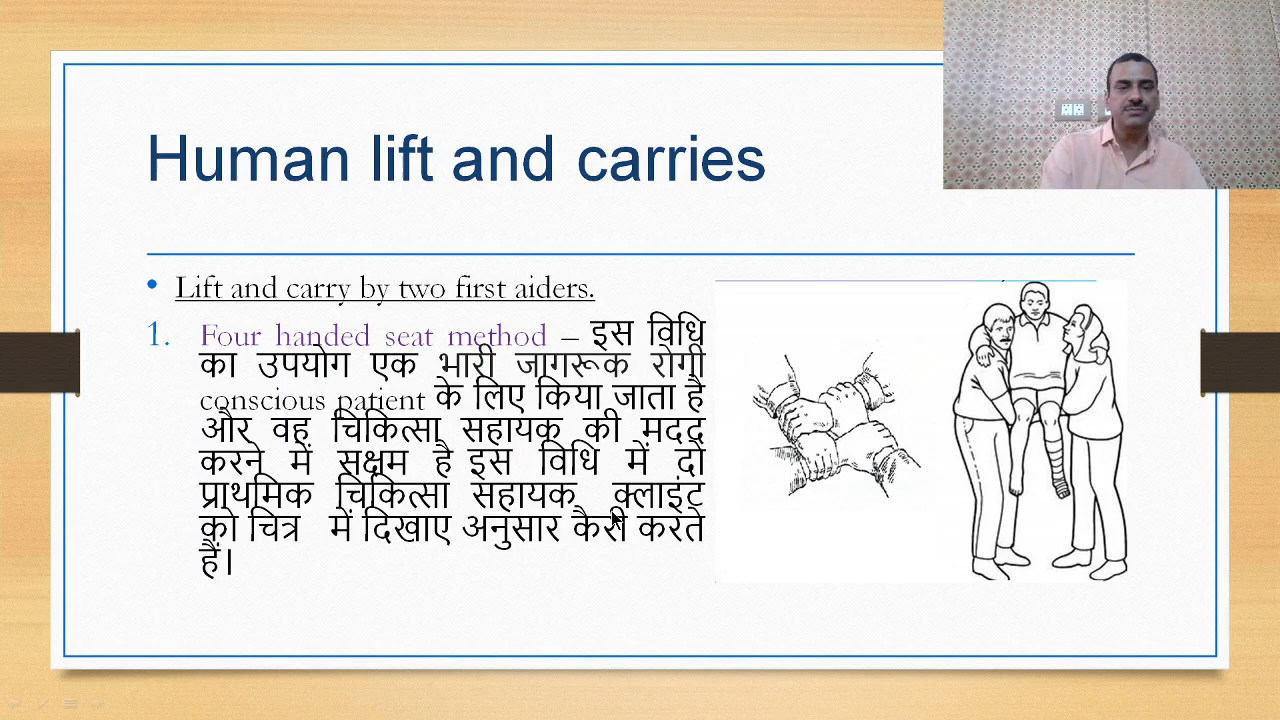 Human lift and carries
• Lift and carry by two first aiders.
1. Four handed seat method – इस विधि
का उपयोग एक भारी जागरूक रोगी
conscious patient के लिए किया जाता है
और वह चिकित्सा सहायक की मदद
करने में सक्षम है इस विधि में दो
प्राथमिक चिकित्सा सहायक क्लाइंट
को चित्र में दिखाए अनुसार कैरी करते
हैं।